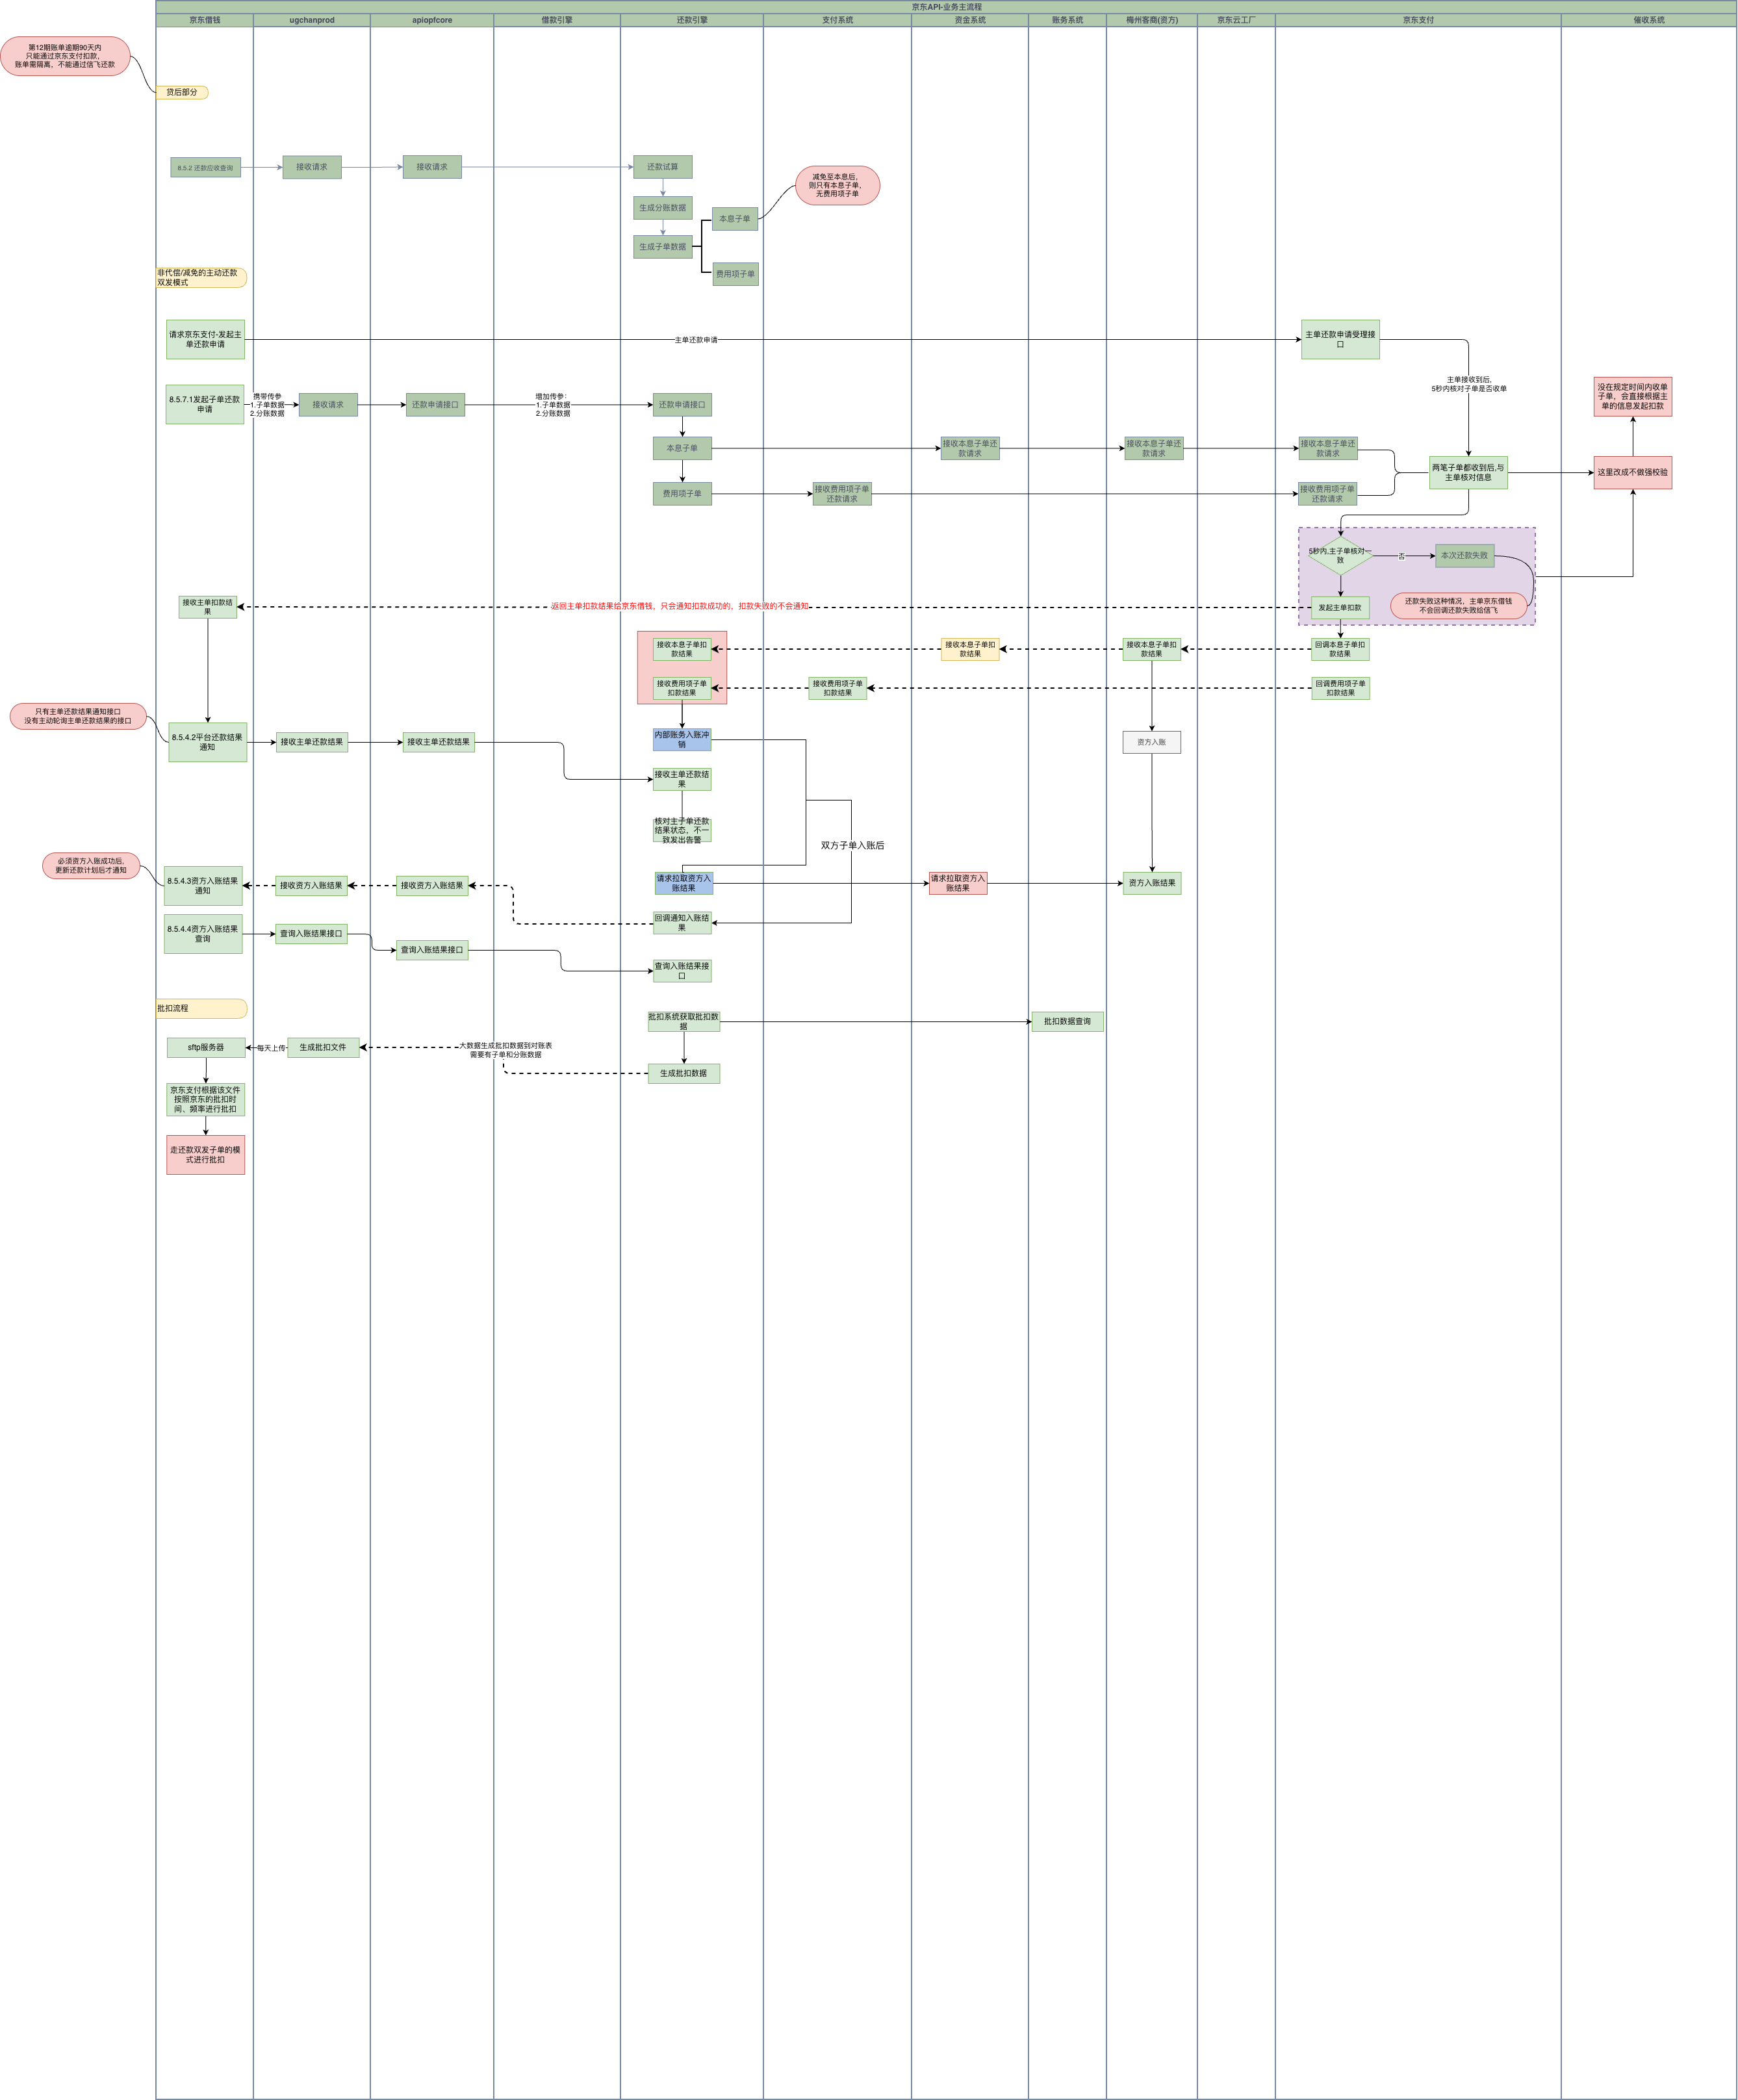 京东API-业务主流程
京东借钱
ugchanprod
apiopfcore
借款引擎
还款引擎
支付系统
资金系统
账务系统
梅州客商(资方)
京东云工厂
京东支付
催收系统
第12期账单逾期90天内
只能通过京东支付扣款，
账单需隔离，不能通过信飞还款
贷后部分
8.5.2 还款应收查询
接收请求
接收请求
还款试算
减免至本息后，
则只有本息子单，
无费用项子单
生成分账数据
本息子单
生成子单数据
费用项子单
非代偿/减免的主动还款
双发模式
请求京东支付-发起主
单还款申请
主单还款申请
主单还款申请受理接
口
主单接收到后,
5秒内核对子单是否收单
没在规定时间内收单
子单，会直接根据主
单的信息发起扣款
8.5.7.1发起子单还款
申请
携带传参
1.子单数据
2.分账数据
接收请求
还款申请接口
增加传参：
1.子单数据
2.分账数据
还款申请接口
本息子单
接收本息子单还
款请求
接收本息子单还
款请求
接收本息子单还
款请求
两笔子单都收到后,与
主单核对信息
这里改成不做强校验
费用项子单
接收费用项子单
还款请求
接收费用项子单
还款请求
5秒内,主子单核对一
致
否
本次还款失败
接收主单扣款结
果
返回主单扣款结果给京东借钱，只会通知扣款成功的，扣款失败的不会通知
发起主单扣款
还款失败这种情况，主单京东借钱
不会回调还款失败给信飞
接收本息子单扣
款结果
接收本息子单扣
款结果
接收本息子单扣
款结果
回调本息子单扣
款结果
接收费用项子单
扣款结果
接收费用项子单
扣款结果
回调费用项子单
扣款结果
只有主单还款结果通知接口
没有主动轮询主单还款结果的接口
8.5.4.2平台还款结果
通知
接收主单还款结果
接收主单还款结果
内部账务入账冲
销
资方入账
接收主单还款结
果
核对主子单还款
结果状态，不一
致发出告警
双方子单入账后
必须资方入账成功后,
更新还款计划后才通知
8.5.4.3资方入账结果
通知
接收资方入账结果
接收资方入账结果
请求拉取资方入
账结果
请求拉取资方入
账结果
资方入账结果
回调通知入账结
果
8.5.4.4资方入账结果
查询
查询入账结果接口
查询入账结果接口
查询入账结果接
口
批扣流程
批扣系统获取批扣数
据
批扣数据查询
sftp服务器
每天上传
生成批扣文件
大数据生成批扣数据到对账表
需要有子单和分账数据
生成批扣数据
京东支付根据该文件
按照京东的批扣时
间、频率进行批扣
走还款双发子单的模
式进行批扣